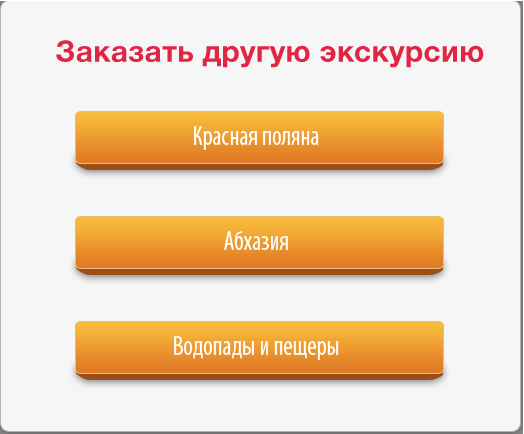 Заказать другую экскурсию
Красная поляна
Абхазия
Водопады и пещеры